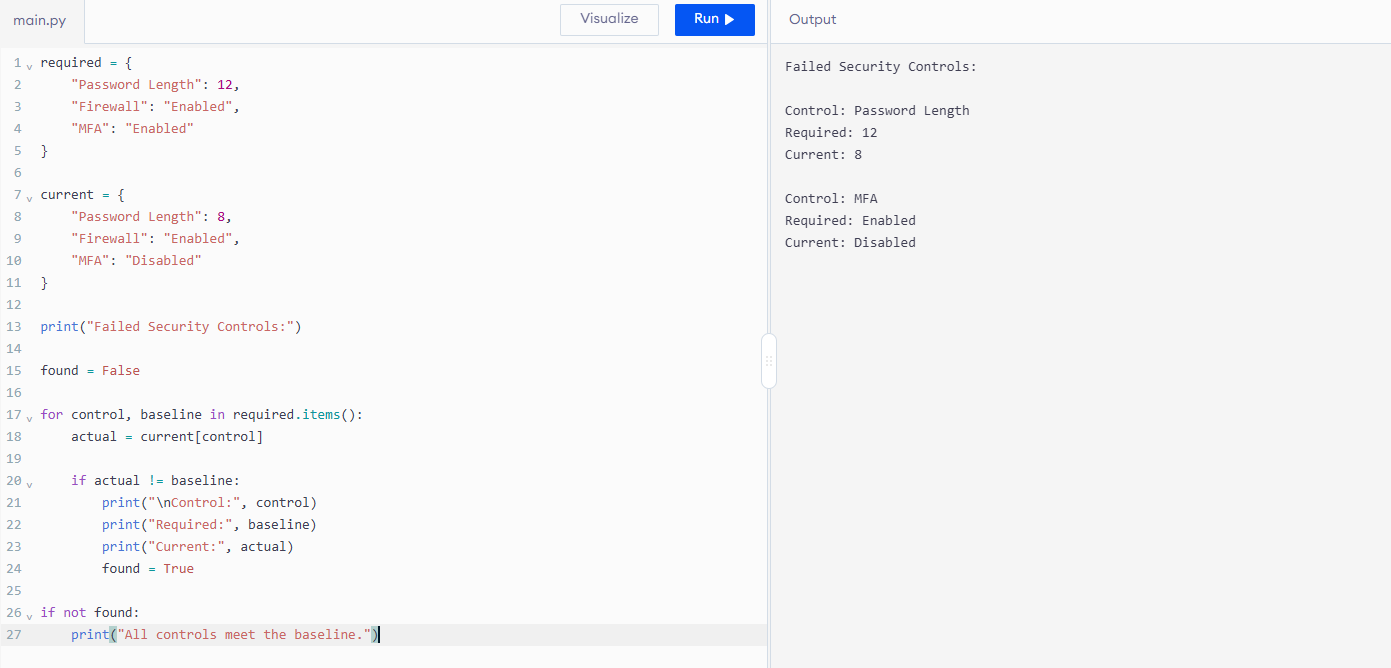 main.py
Visualize
Run
Output
1 required = {
2     "Password Length": 12,
3     "Firewall": "Enabled",
4     "MFA": "Enabled"
5 }
6
7 current = {
8     "Password Length": 8,
9     "Firewall": "Enabled",
10     "MFA": "Disabled"
11 }
12
13 print("Failed Security Controls:")
14
15 found = False
16
17 for control, baseline in required.items():
18     actual = current[control]
19
20     if actual != baseline:
21         print("\nControl:", control)
22         print("Required:", baseline)
23         print("Current:", actual)
24         found = True
25
26 if not found:
27     print("All controls meet the baseline.")
Failed Security Controls:
Control: Password Length
Required: 12
Current: 8
Control: MFA
Required: Enabled
Current: Disabled